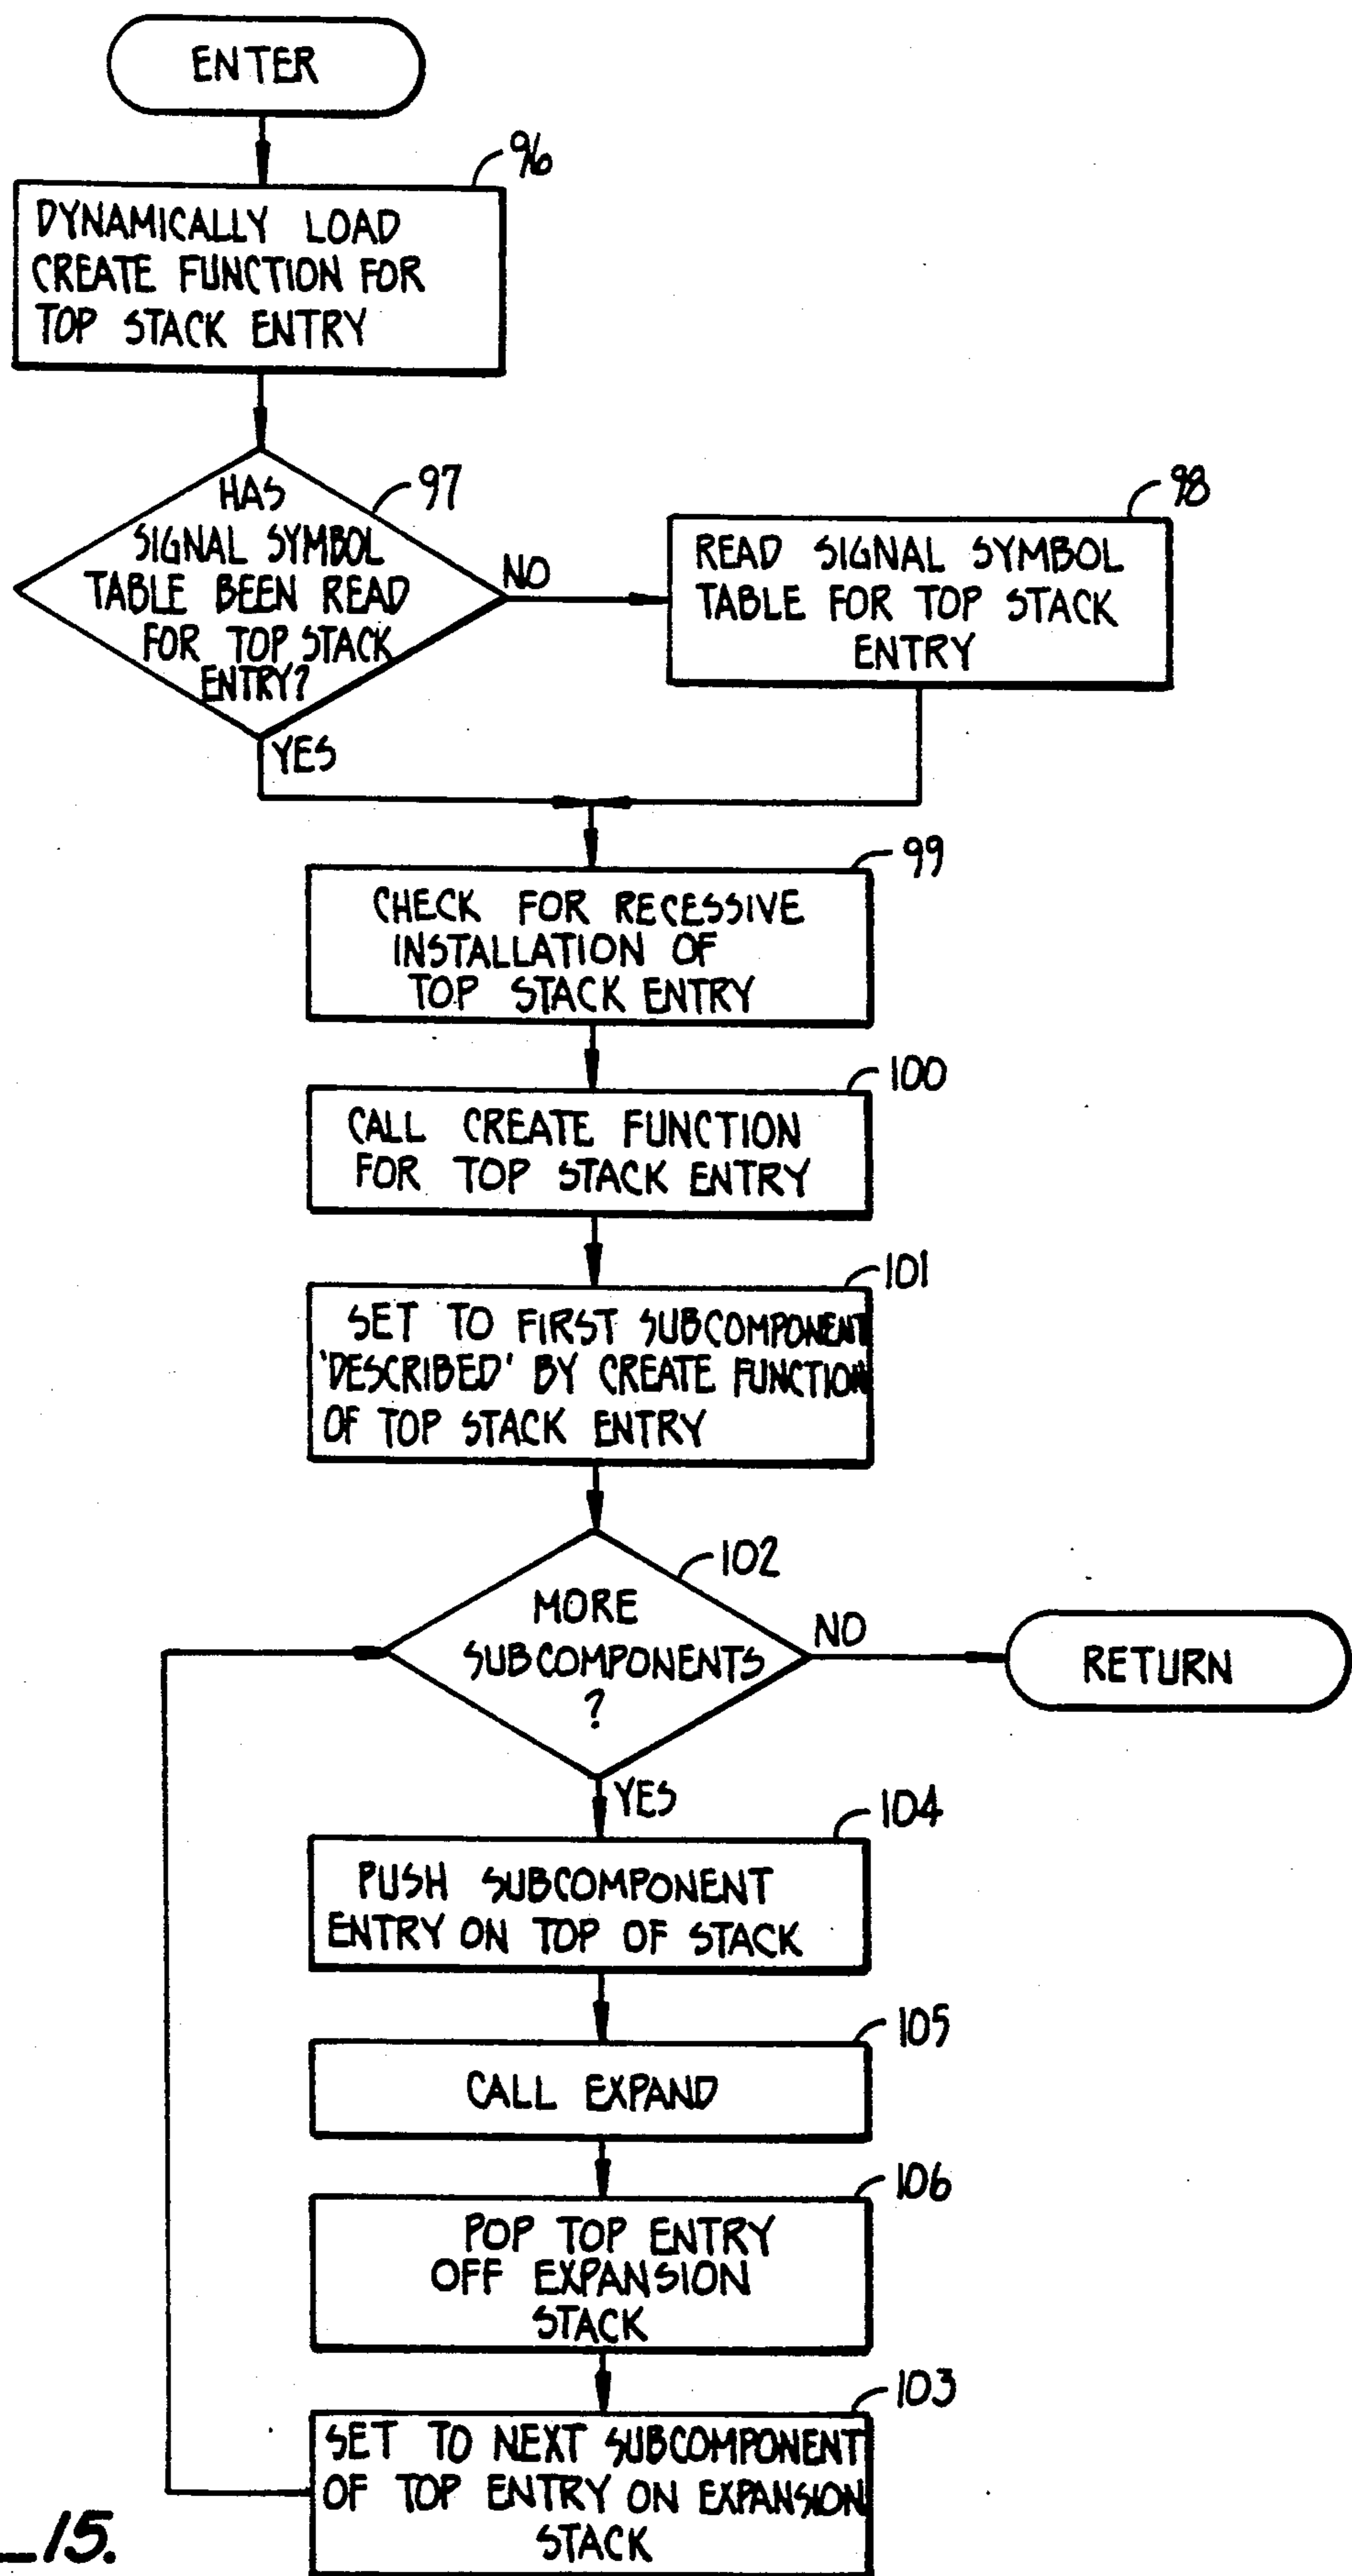 ENTER
96
DYNAMICALLY LOAD
CREATE FUNCTION FOR
TOP STACK ENTRY
97
HAS
SIGNAL SYMBOL
TABLE BEEN READ
FOR TOP STACK
ENTRY?
NO
YES
98
READ SIGNAL SYMBOL
TABLE FOR TOP STACK
ENTRY
99
CHECK FOR RECESSIVE
INSTALLATION OF
TOP STACK ENTRY
100
CALL CREATE FUNCTION
FOR TOP STACK ENTRY
101
SET TO FIRST SUBCOMPONENT
'DESCRIBED' BY CREATE FUNCTION
OF TOP STACK ENTRY
102
MORE
SUBCOMPONENTS
?
NO
RETURN
YES
104
PUSH SUBCOMPONENT
ENTRY ON TOP OF STACK
105
CALL EXPAND
106
POP TOP ENTRY
OFF EXPANSION
STACK
103
SET TO NEXT SUBCOMPONENT
OF TOP ENTRY ON EXPANSION
STACK
15.